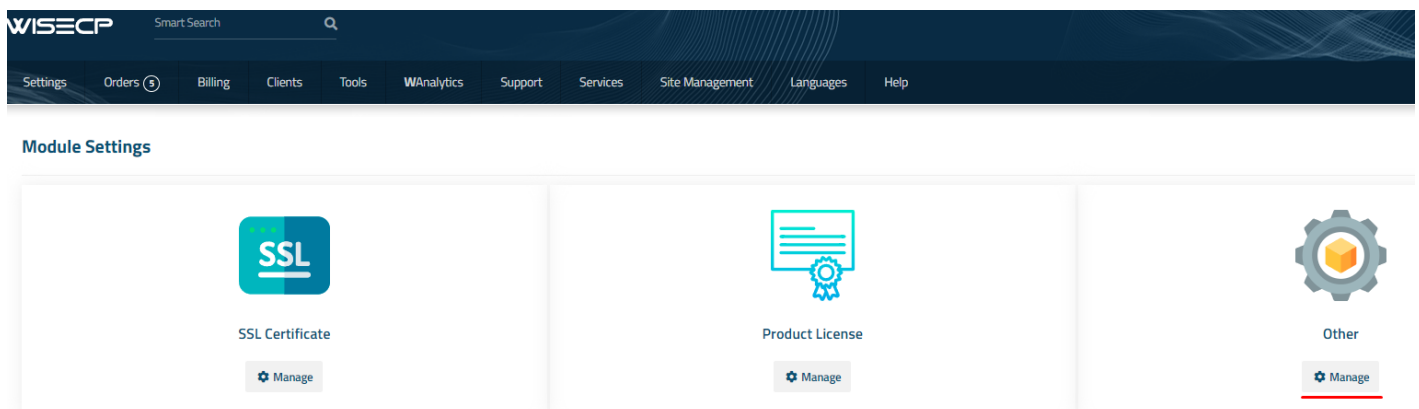 WISECP
Smart Search
Settings Orders 5 Billing Clients Tools WAnalytics Support Services Site Management Languages Help
Module Settings
SSL
SSL Certificate Product License Other
Manage Manage Manage